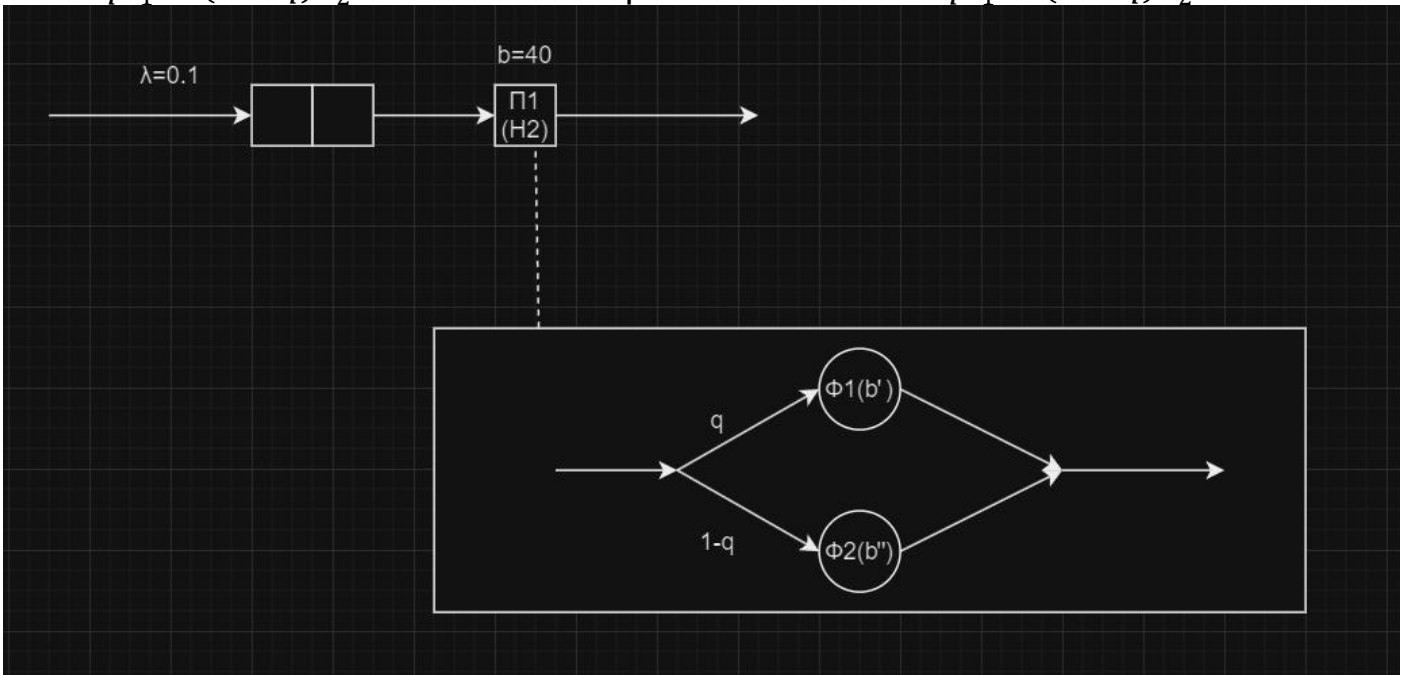 b=40
λ=0.1
П1
(H2)
q
Ф1(b')
1-q
Ф2(b")